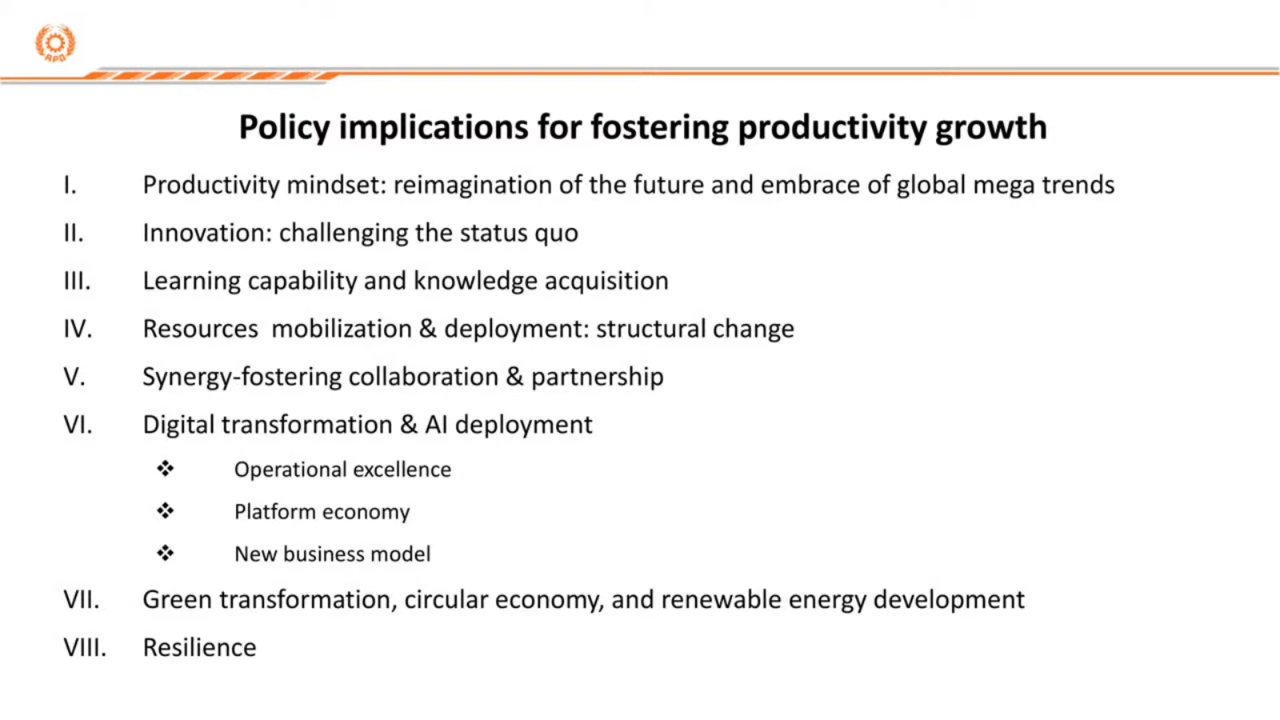 APO
Policy implications for fostering productivity growth
I. Productivity mindset: reimagination of the future and embrace of global mega trends
II. Innovation: challenging the status quo
III. Learning capability and knowledge acquisition
IV. Resources  mobilization & deployment: structural change
V. Synergy-fostering collaboration & partnership
VI. Digital transformation & AI deployment
❖ Operational excellence
❖ Platform economy
❖ New business model
VII. Green transformation, circular economy, and renewable energy development
VIII. Resilience